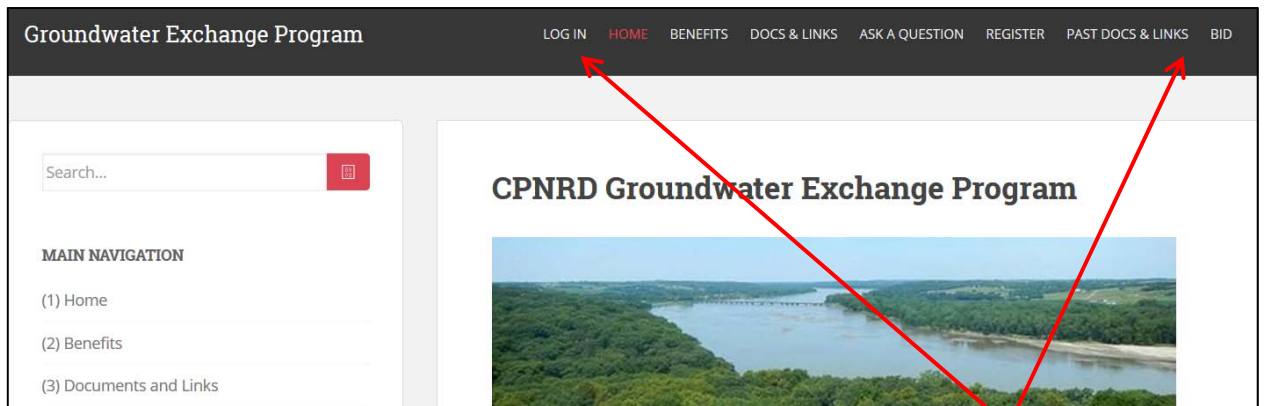 Groundwater Exchange Program
LOG IN HOME BENEFITS DOCS & LINKS ASK A QUESTION REGISTER PAST DOCS & LINKS BID
Search...
MAIN NAVIGATION
(1) Home
(2) Benefits
(3) Documents and Links
CPNRD Groundwater Exchange Program